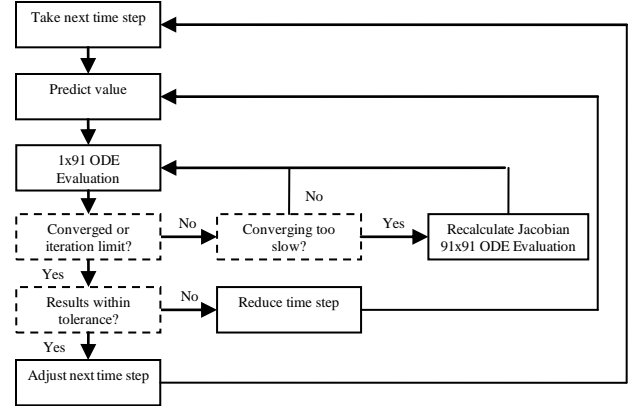 Take next time step
Predict value
1x91 ODE
Evaluation
No
Converged or
iteration limit?
No
Converging too
slow?
Yes
Recalculate Jacobian
91x91 ODE Evaluation
Yes
Results within
tolerance?
No
Reduce time step
Yes
Adjust next time step